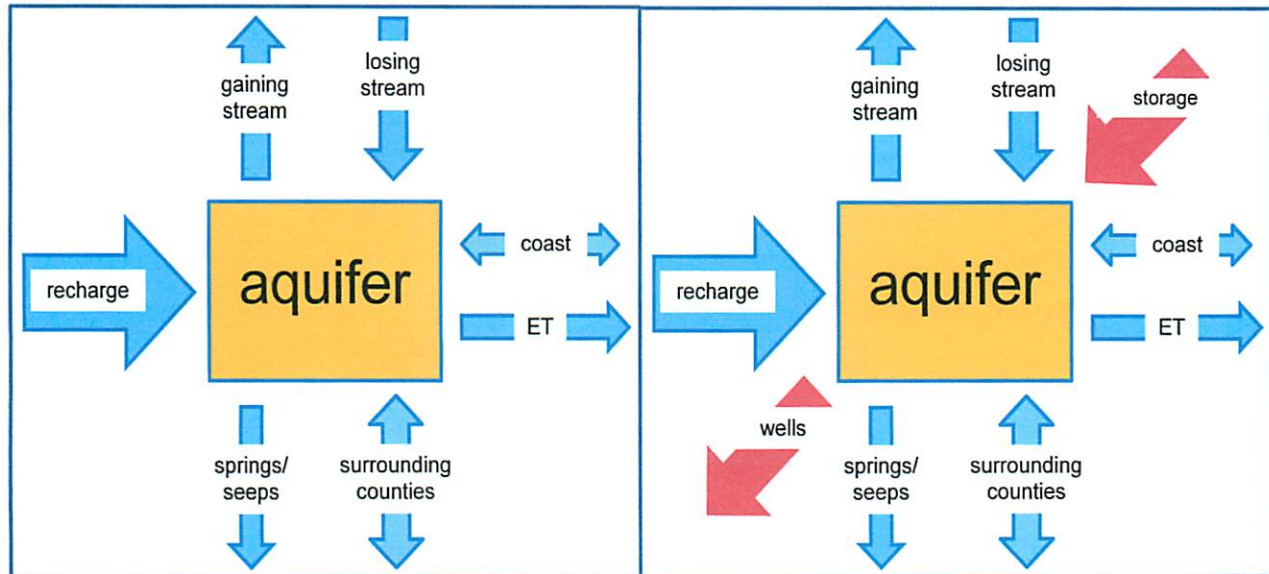 gaining
stream
losing
stream
recharge
aquifer
coast
ET
springs/
seeps
surrounding
counties
gaining
stream
losing
stream
storage
recharge
aquifer
coast
ET
wells
springs/
seeps
surrounding
counties